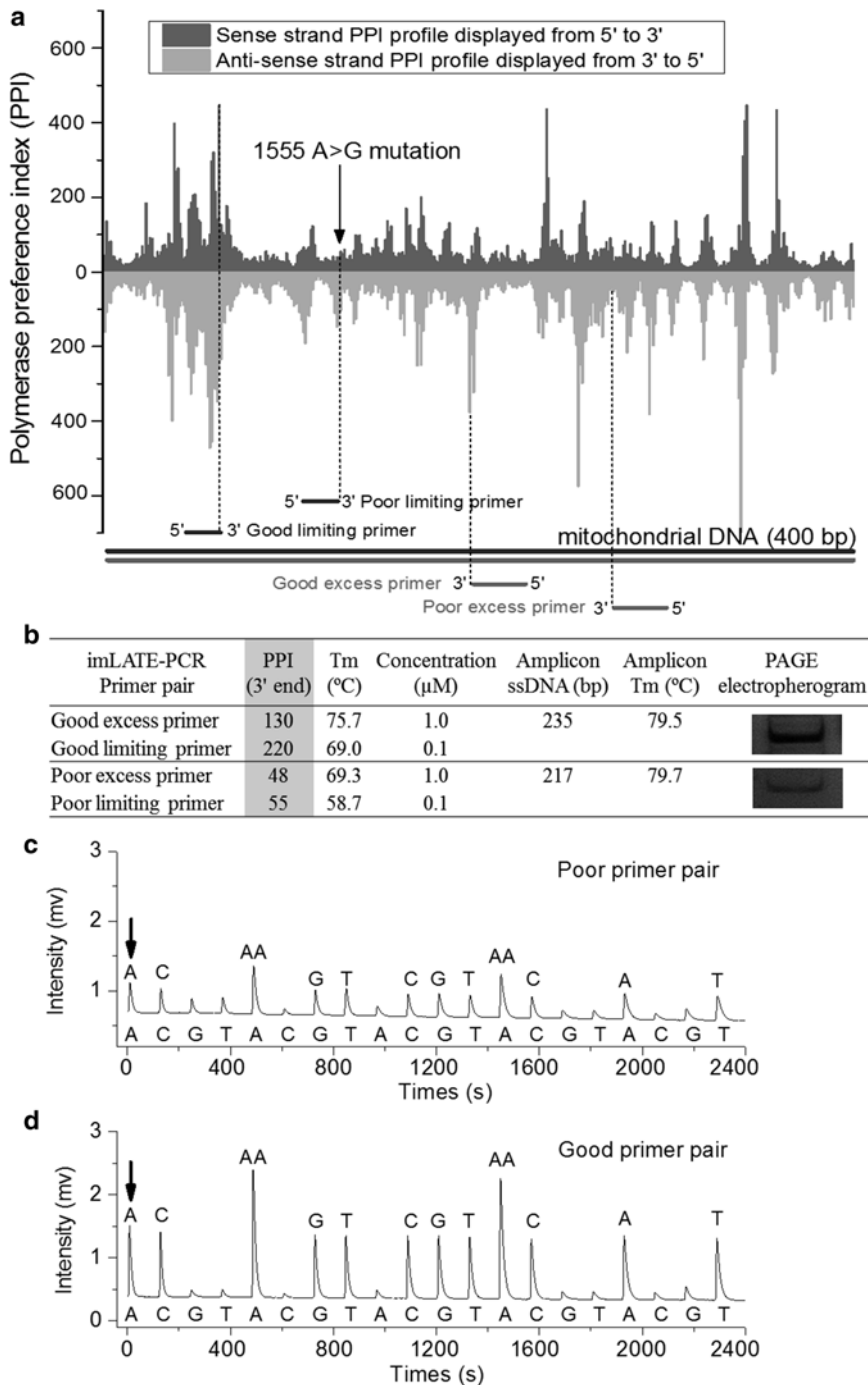 a
Sense strand PPI profile displayed from 5' to 3'
Anti-sense strand PPI profile displayed from 3' to 5'
Polymerase preference index (PPI)
600
400
200
0
200
400
600
1555 A>G mutation
5' 3' Poor limiting primer
5' 3' Good limiting primer
mitochondrial DNA (400 bp)
Good excess primer 3' 5'
Poor excess primer 3' 5'
b
imLATE-PCR Primer pair PPI (3' end) Tm (ºC) Concentration (µM) Amplicon ssDNA (bp) Amplicon Tm (ºC) PAGE electropherogram
Good excess primer 130 75.7 1.0 235 79.5
Good limiting primer 220 69.0 0.1
Poor excess primer 48 69.3 1.0 217 79.7
Poor limiting primer 55 58.7 0.1
c
Poor primer pair
Intensity (mv)
3
2
1
A C AA G T C G T AA C A T
A C G T A C G T A C G T A C G T A C G T
0 400 800 1200 1600 2000 2400
Times (s)
d
Good primer pair
Intensity (mv)
3
2
1
0
A C AA G T C G T AA C A T
A C G T A C G T A C G T A C G T A C G T
0 400 800 1200 1600 2000 2400
Times (s)